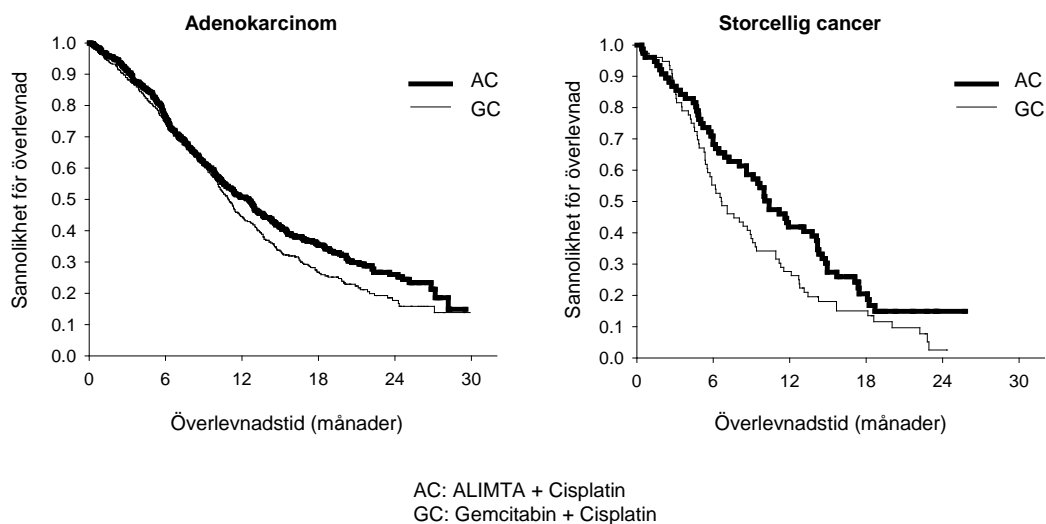 Adenokarcinom
Sannolikhet för överlevnad
1.0
0.9
0.8
0.7
0.6
0.5
0.4
0.3
0.2
0.1
0.0
0 6 12 18 24 30
Överlevnadstid (månader)
AC
GC
Storcellig cancer
Sannolikhet för överlevnad
1.0
0.9
0.8
0.7
0.6
0.5
0.4
0.3
0.2
0.1
0.0
0 6 12 18 24 30
Överlevnadstid (månader)
AC
GC
AC: ALIMTA + Cisplatin
GC: Gemcitabin + Cisplatin